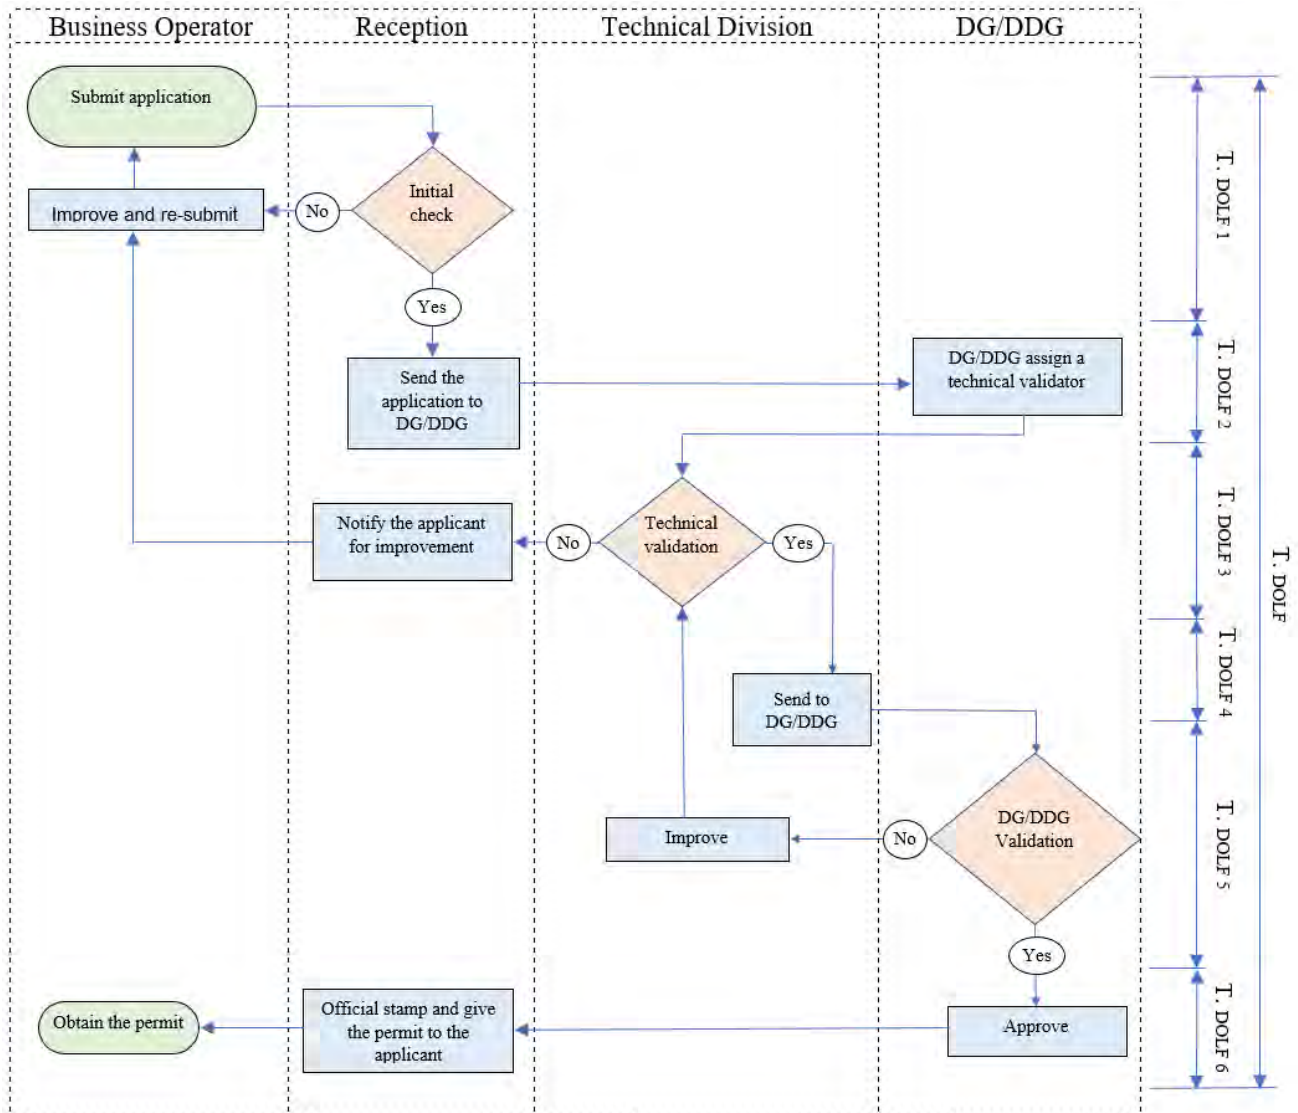 Business Operator
Reception
Technical Division
DG/DDG
Submit application
Initial
check
No
Improve and re-submit
Yes
Send the
application to
DG/DDG
DG/DDG assign a
technical validator
Notify the applicant
for improvement
No
Technical
validation
Yes
Send to
DG/DDG
Improve
No
DG/DDG
Validation
Yes
Obtain the permit
Official stamp and give
the permit to the
applicant
Approve
T. DOLF 1
T. DOLF 2
T. DOLF 3
T. DOLF 4
T. DOLF 5
T. DOLF 6
T. DOLF